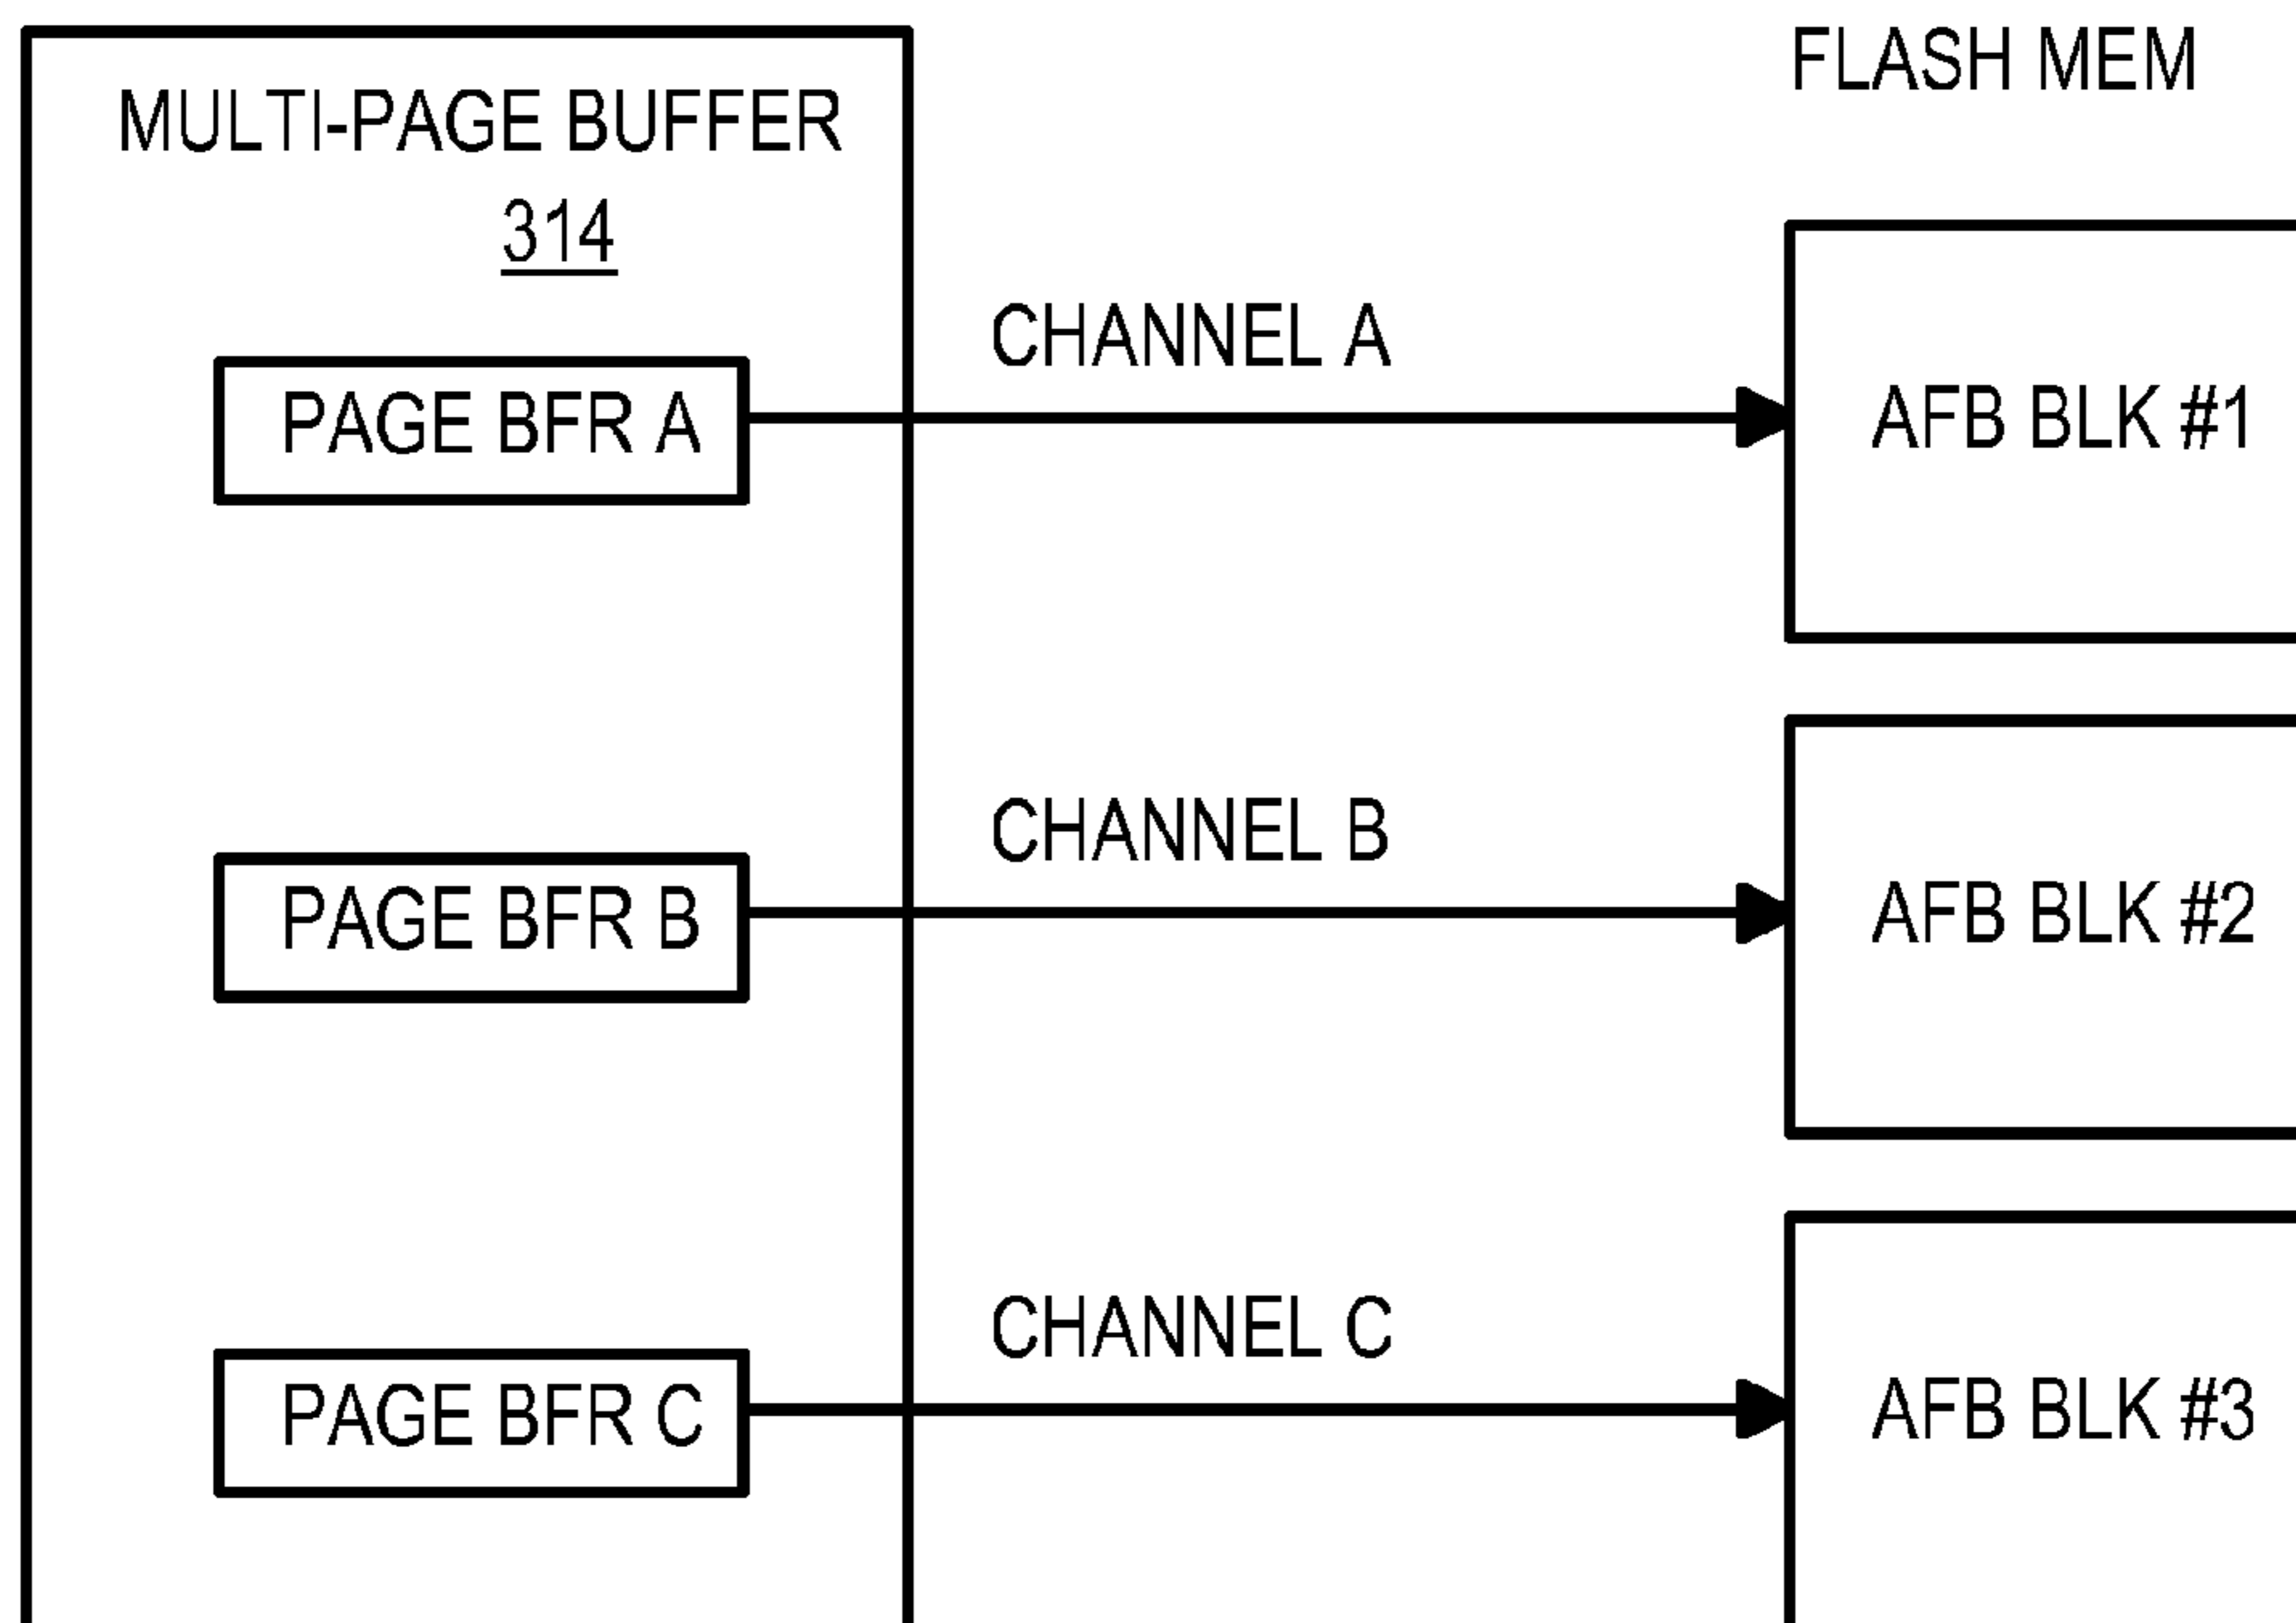 MULTI-PAGE BUFFER
314
FLASH MEM
PAGE BFR A
CHANNEL A
AFB BLK #1
PAGE BFR B
CHANNEL B
AFB BLK #2
PAGE BFR C
CHANNEL C
AFB BLK #3